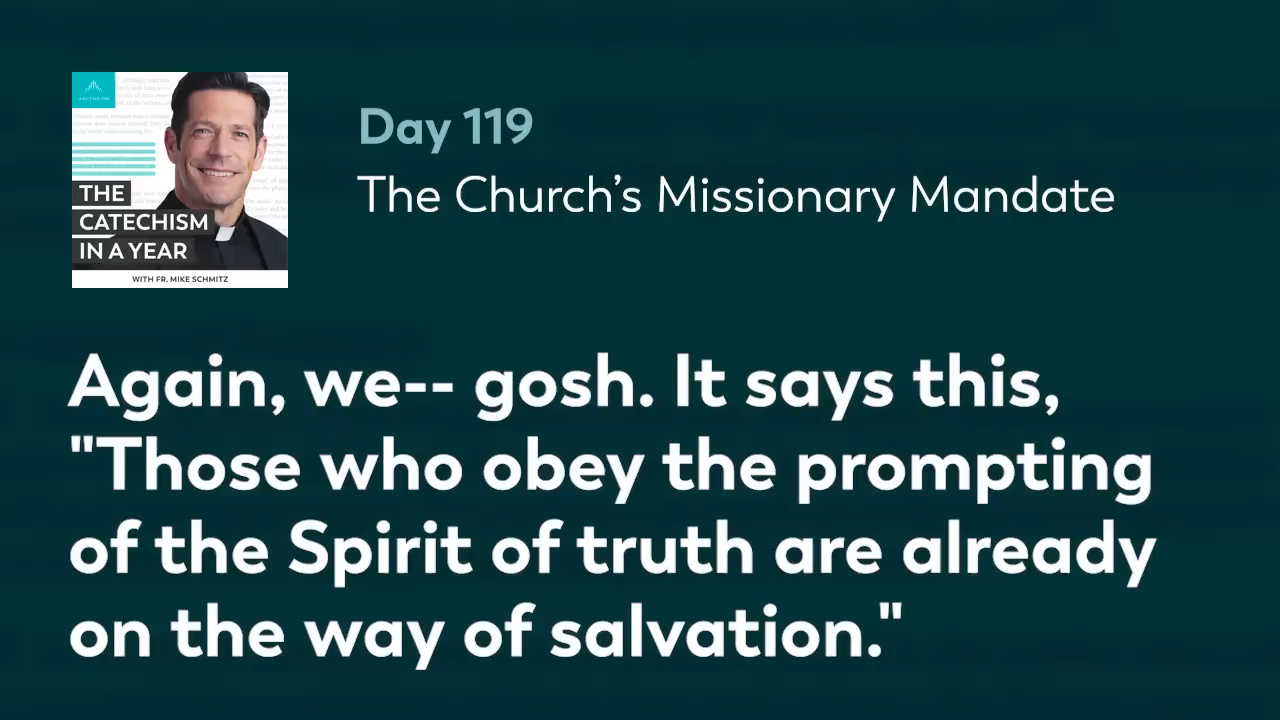 ASCENSION
THE
CATECHISM
IN A YEAR
WITH FR. MIKE SCHMITZ
Day 119
The Church’s Missionary Mandate
Again, we-- gosh. It says this,
"Those who obey the prompting
of the Spirit of truth are already
on the way of salvation."